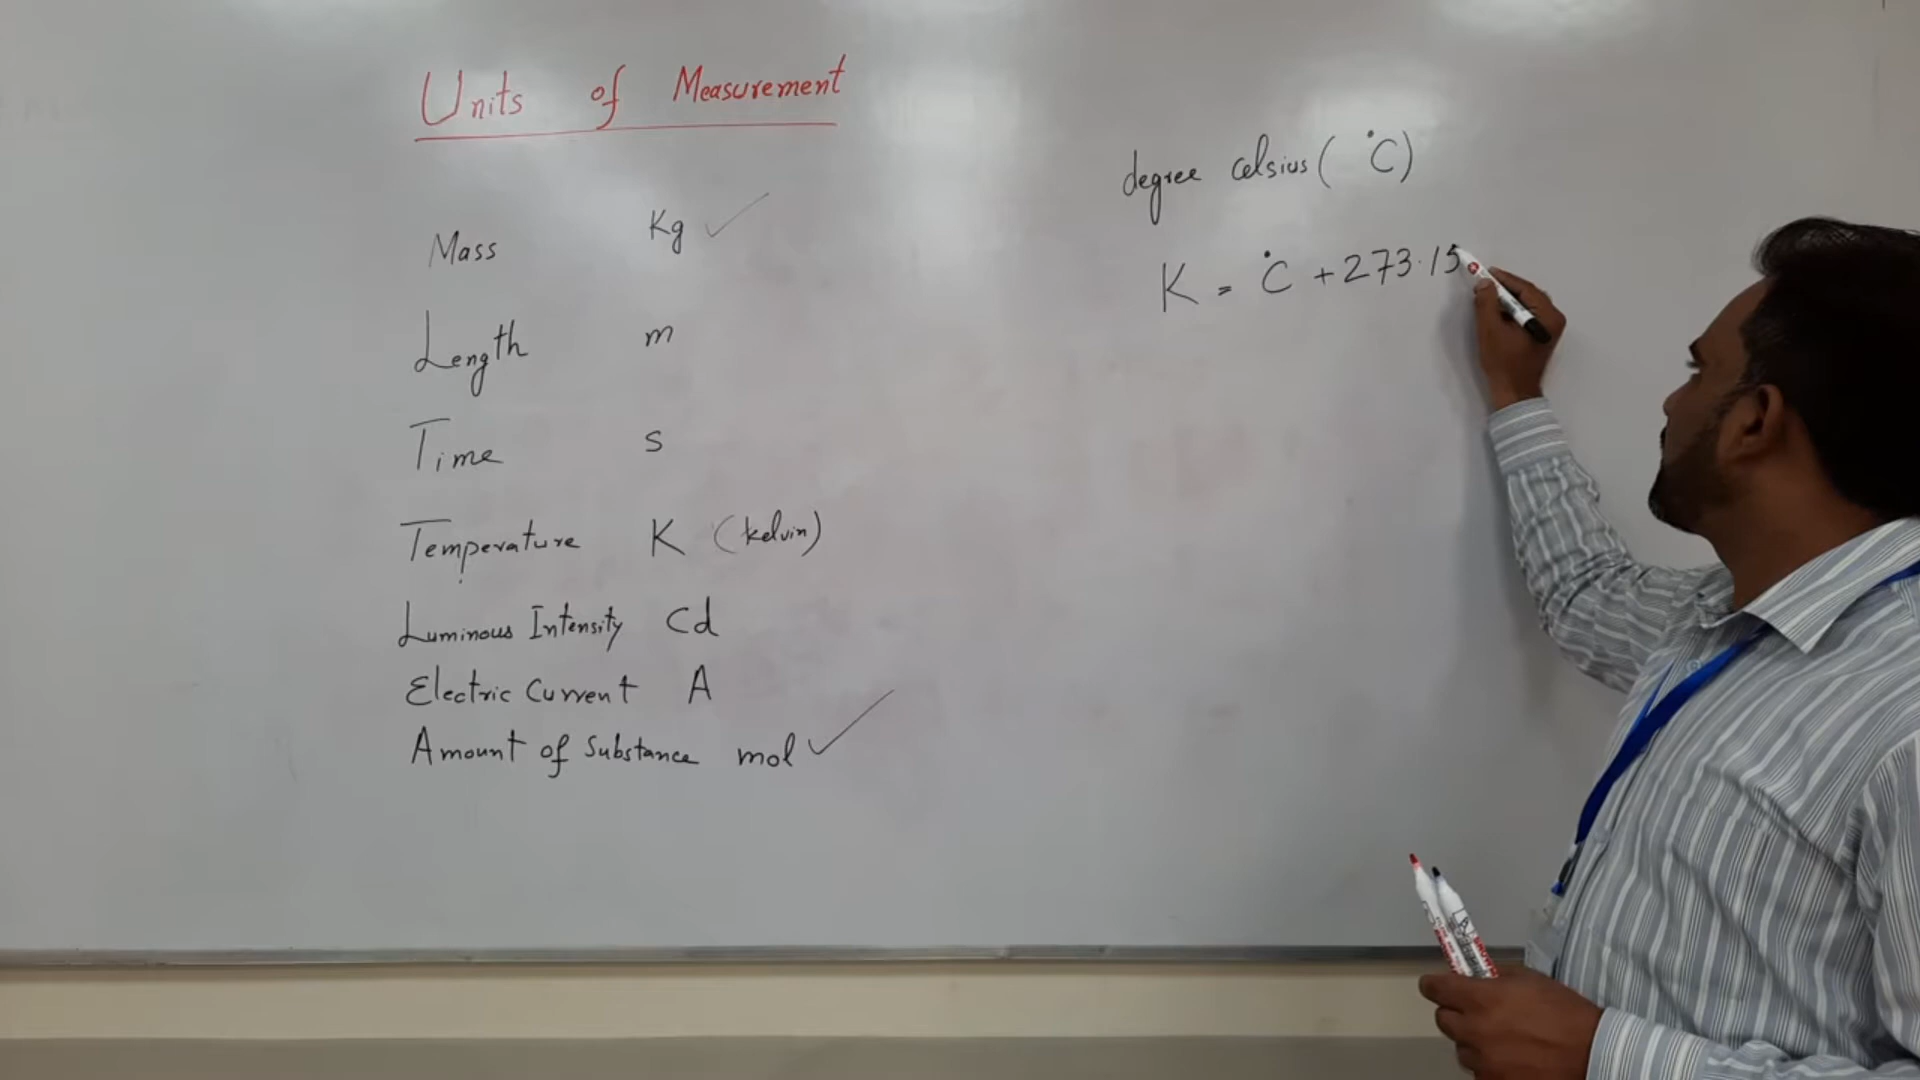 Units of Measurement
Mass Kg
Length m
Time s
Temperature K (kelvin)
Luminous Intensity Cd
Electric Current A
Amount of Substance mol
degree celsius (°C)
K = °C + 273.15